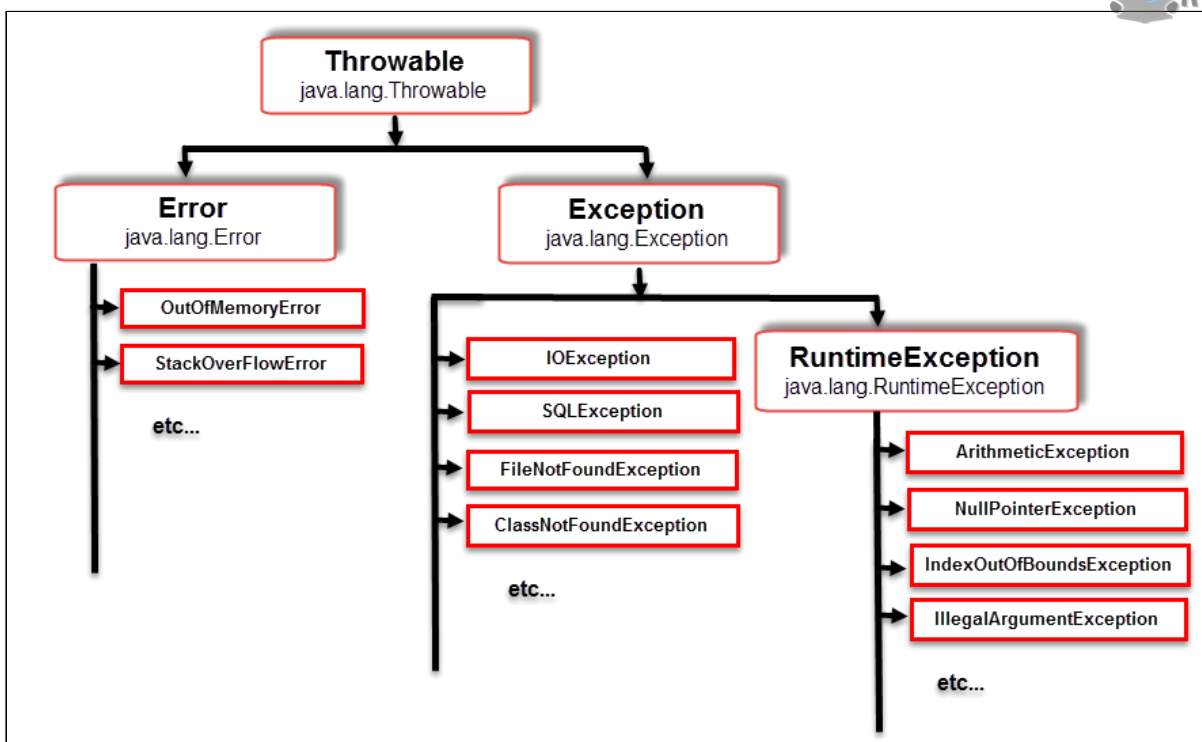 Throwable
java.lang.Throwable
Error
java.lang.Error
Exception
java.lang.Exception
OutOfMemoryError
StackOverFlowError
etc...
IOException
SQLException
FileNotFoundException
ClassNotFoundException
etc...
RuntimeException
java.lang.RuntimeException
ArithmeticException
NullPointerException
IndexOutOfBoundsException
IllegalArgumentException
etc...